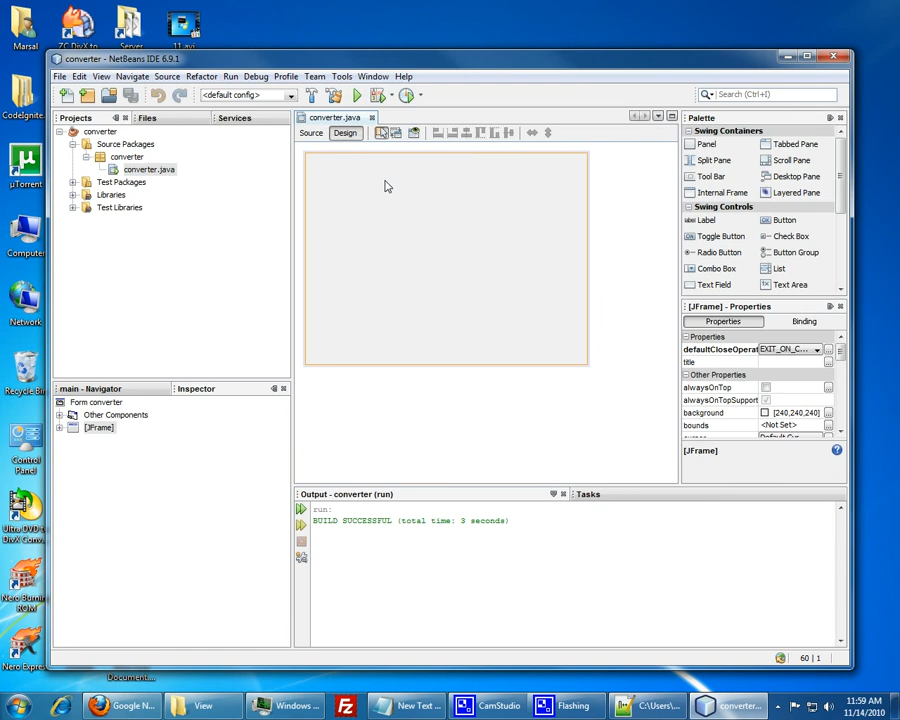 Marsal
ZC DivX to
Server
11.avi
CodeIgnite
µTorrent
Computer
Network
Recycle Bin
Control
Panel
Ultra DVD to
DivX Conv...
Nero Burning
ROM
Nero Express
Document...
converter - NetBeans IDE 6.9.1
File Edit View Navigate Source Refactor Run Debug Profile Team Tools Window Help
<default config>
Search (Ctrl+I)
Projects Files Services
converter
Source Packages
converter
converter.java
Test Packages
Libraries
Test Libraries
main - Navigator Inspector
Form converter
Other Components
[JFrame]
converter.java
Source Design
Palette
Swing Containers
Panel Tabbed Pane
Split Pane Scroll Pane
Tool Bar Desktop Pane
Internal Frame Layered Pane
Swing Controls
Label Button
Toggle Button Check Box
Radio Button Button Group
Combo Box List
Text Field Text Area
[JFrame] - Properties
Properties Binding
Properties
defaultCloseOperat EXIT_ON_C...
title
Other Properties
alwaysOnTop
alwaysOnTopSupport
background [240,240,240]
bounds <Not Set>
cursor Default Cur
[JFrame]
Output - converter (run) Tasks
run:
BUILD SUCCESSFUL (total time: 3 seconds)
60 | 1
Google N... View Windows ... New Text ... CamStudio Flashing C:\Users\... converter...
11:59 AM
11/14/2010